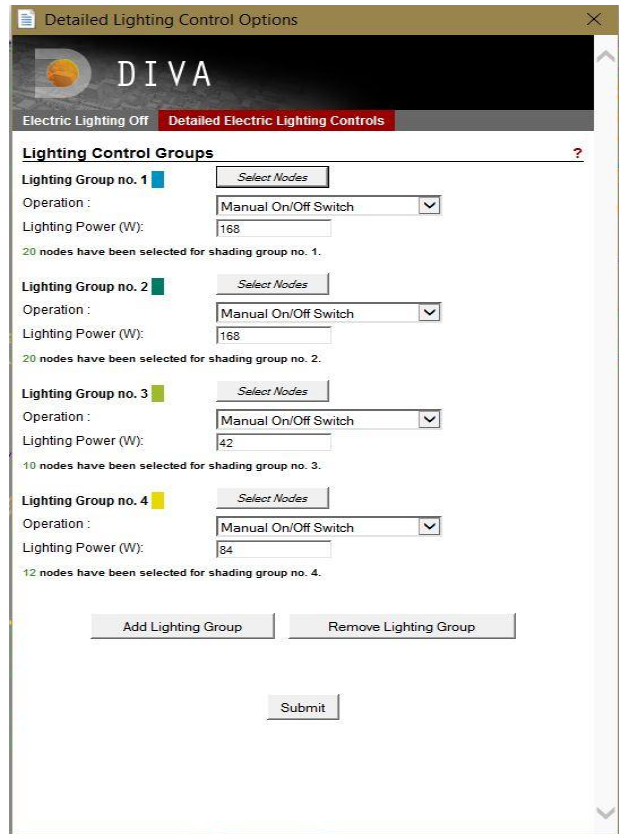 Detailed Lighting Control Options
DIVA
Electric Lighting Off Detailed Electric Lighting Controls
Lighting Control Groups ?
Lighting Group no. 1 Select Nodes
Operation : Manual On/Off Switch
Lighting Power (W): 168
20 nodes have been selected for shading group no. 1.
Lighting Group no. 2 Select Nodes
Operation : Manual On/Off Switch
Lighting Power (W): 168
20 nodes have been selected for shading group no. 2.
Lighting Group no. 3 Select Nodes
Operation : Manual On/Off Switch
Lighting Power (W): 42
10 nodes have been selected for shading group no. 3.
Lighting Group no. 4 Select Nodes
Operation : Manual On/Off Switch
Lighting Power (W): 84
12 nodes have been selected for shading group no. 4.
Add Lighting Group Remove Lighting Group
Submit